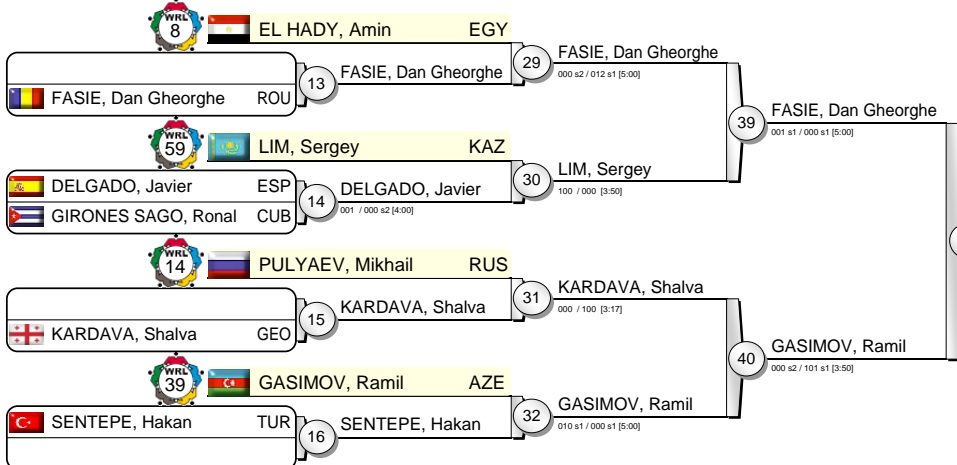 WRL
8
EL HADY, Amin EGY
29
FASIE, Dan Gheorghe
000 s2 / 012 s1 [5:00]
13
FASIE, Dan Gheorghe
FASIE, Dan Gheorghe ROU
39
FASIE, Dan Gheorghe
001 s1 / 000 s1 [5:00]
WRL
59
LIM, Sergey KAZ
30
LIM, Sergey
100 / 000 [3:50]
DELGADO, Javier ESP
14
DELGADO, Javier
001 / 000 s2 [4:00]
GIRONES SAGO, Ronal CUB
WRL
14
PULYAEV, Mikhail RUS
31
KARDAVA, Shalva
000 / 100 [3:17]
15
KARDAVA, Shalva
KARDAVA, Shalva GEO
40
GASIMOV, Ramil
000 s2 / 101 s1 [3:50]
WRL
39
GASIMOV, Ramil AZE
32
GASIMOV, Ramil
010 s1 / 000 s1 [5:00]
SENTEPE, Hakan TUR
16
SENTEPE, Hakan